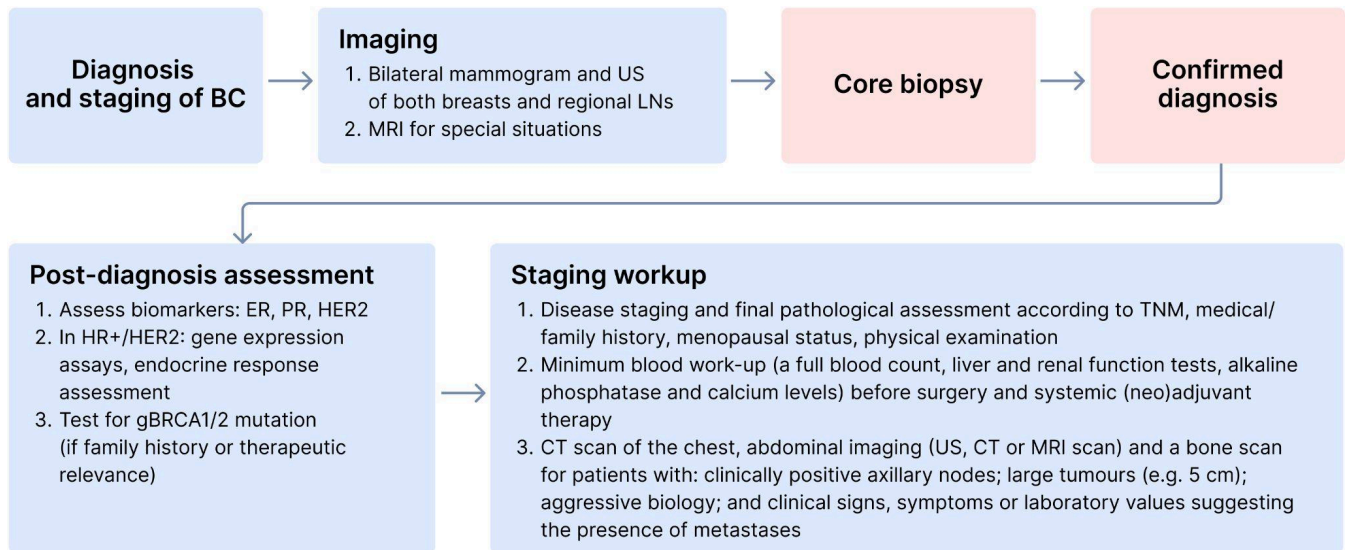 Diagnosis
and staging of BC
Imaging
1. Bilateral mammogram and US
of both breasts and regional LNs
2. MRI for special situations
Core biopsy
Confirmed
diagnosis
Post-diagnosis assessment
1. Assess biomarkers: ER, PR, HER2
2. In HR+/HER2: gene expression
assays, endocrine response
assessment
3. Test for gBRCA1/2 mutation
(if family history or therapeutic
relevance)
Staging workup
1. Disease staging and final pathological assessment according to TNM, medical/
family history, menopausal status, physical examination
2. Minimum blood work-up (a full blood count, liver and renal function tests, alkaline
phosphatase and calcium levels) before surgery and systemic (neo)adjuvant
therapy
3. CT scan of the chest, abdominal imaging (US, CT or MRI scan) and a bone scan
for patients with: clinically positive axillary nodes; large tumours (e.g. 5 cm);
aggressive biology; and clinical signs, symptoms or laboratory values suggesting
the presence of metastases